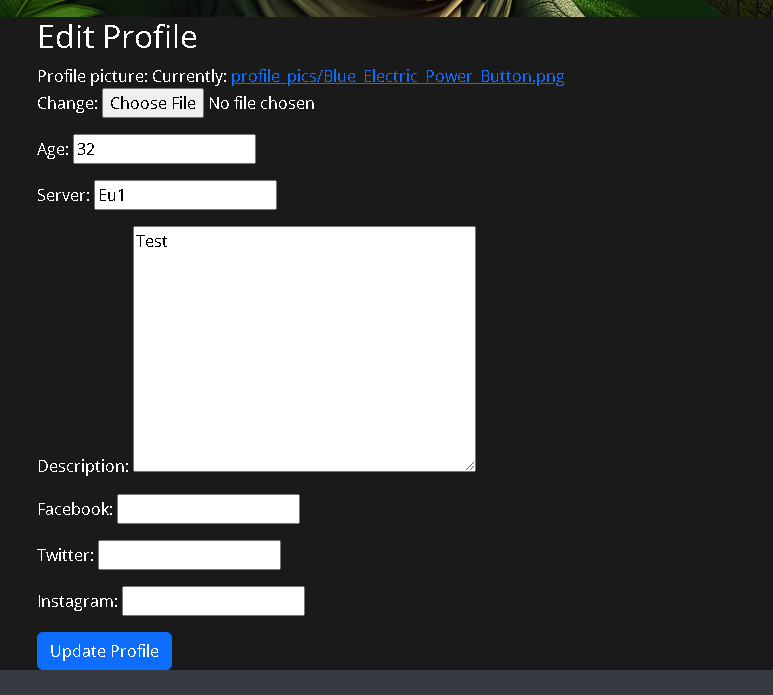 Edit Profile
Profile picture: Currently: profile_pics/Blue_Electric_Power_Button.png
Change: Choose File No file chosen
Age: 32
Server: Eu1
Test
Description:
Facebook:
Twitter:
Instagram:
Update Profile